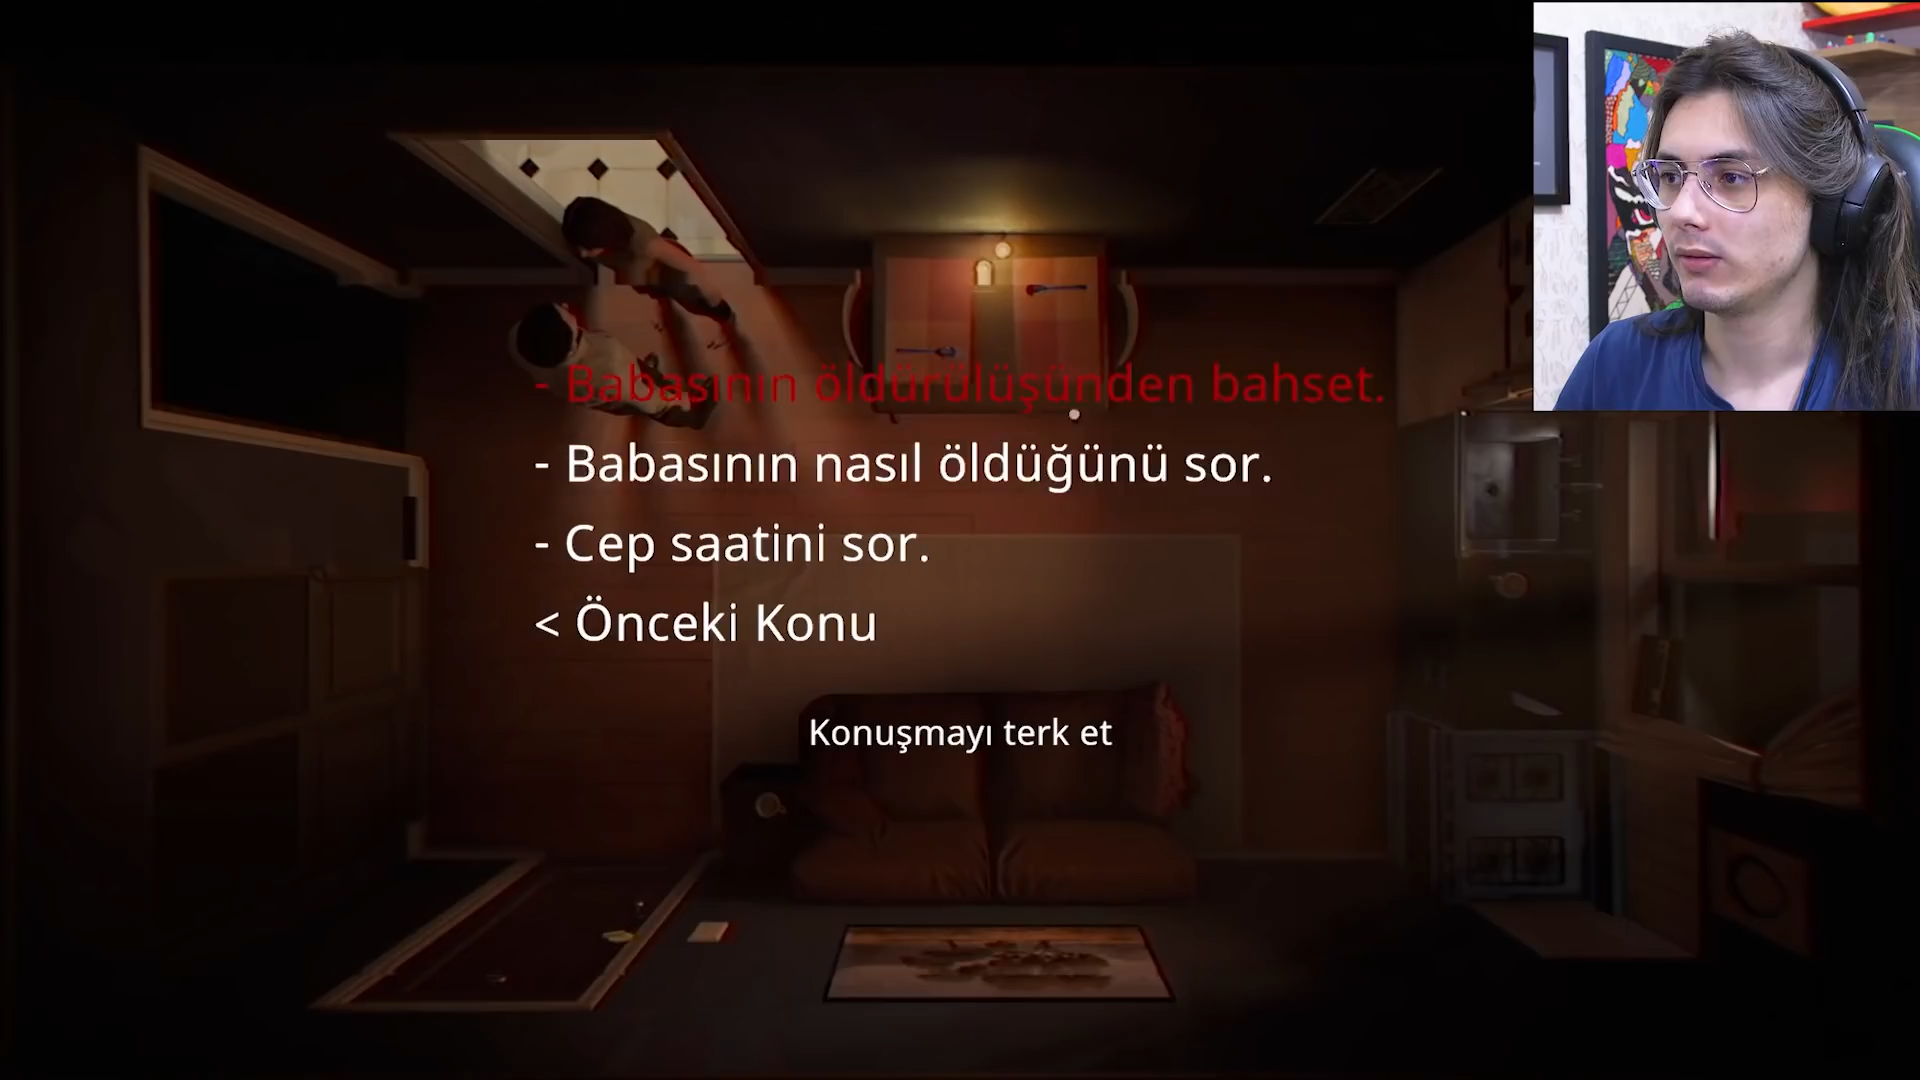 - Babasının öldürülüşünden bahset.
- Babasının nasıl öldüğünü sor.
- Cep saatini sor.
< Önceki Konu
Konuşmayı terk et